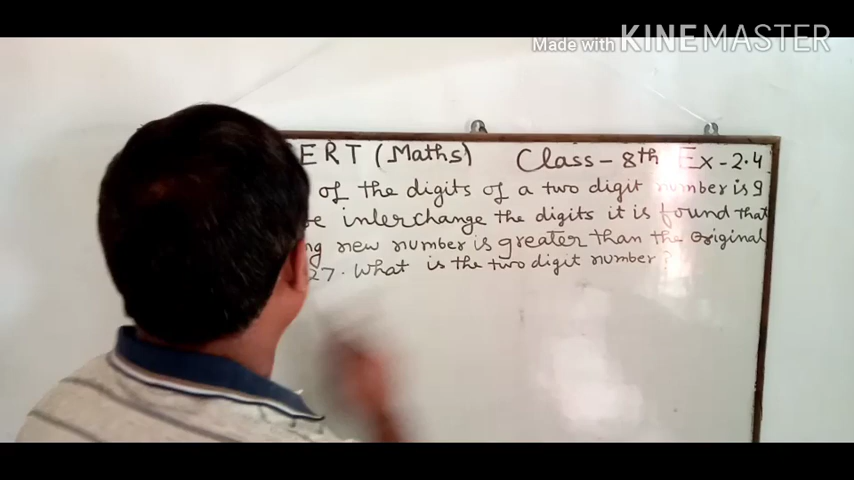 Made with KINEMASTER
ERT (Maths) Class-8th Ex-2.4
of the digits of a two digit number is 9
interchange the digits it is found that
new number is greater than the original
27. What is the two digit number?